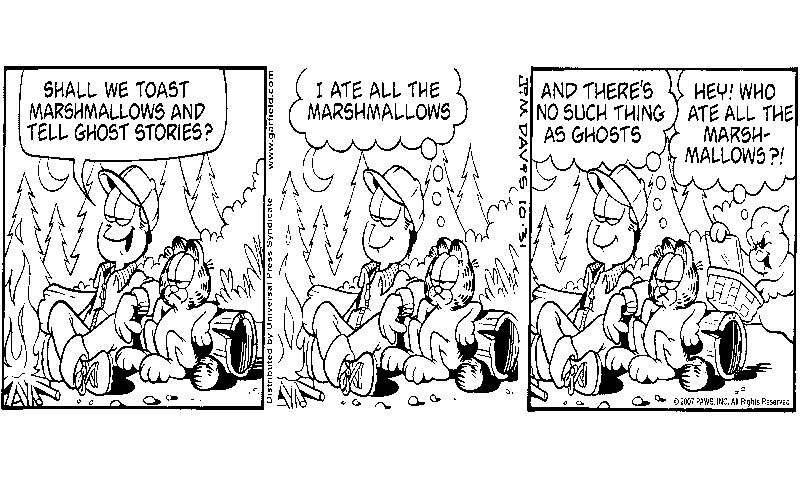 SHALL WE TOAST
MARSHMALLOWS AND
TELL GHOST STORIES?
Distributed by Universal Press Syndicate www.garfield.com
I ATE ALL THE
MARSHMALLOWS
JIM DAVIS 10.31
AND THERE'S
NO SUCH THING
AS GHOSTS
HEY! WHO
ATE ALL THE
MARSH-
MALLOWS?!
© 2007 PAWS, INC. All Rights Reserved